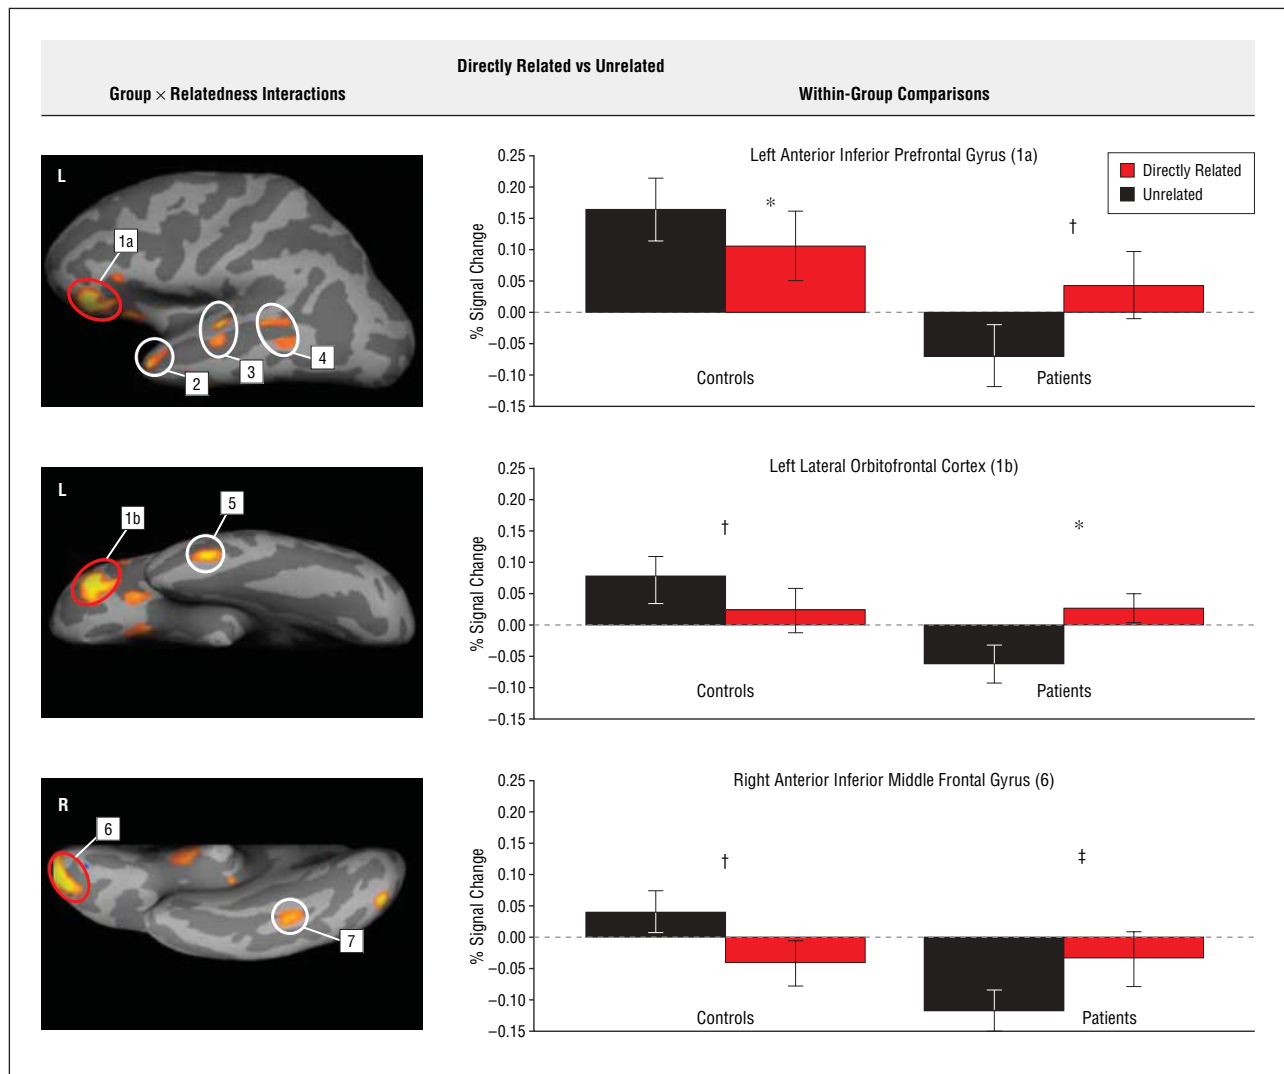 Directly Related vs Unrelated
Group × Relatedness Interactions
Within-Group Comparisons
L
1a
2
3
4
Left Anterior Inferior Prefrontal Gyrus (1a)
Directly Related
Unrelated
% Signal Change
0.25
0.20
0.15
0.10
0.05
0.00
−0.05
−0.10
−0.15
*
†
Controls
Patients
L
1b
5
Left Lateral Orbitofrontal Cortex (1b)
% Signal Change
0.25
0.20
0.15
0.10
0.05
0.00
−0.05
−0.10
−0.15
†
*
Controls
Patients
R
6
7
Right Anterior Inferior Middle Frontal Gyrus (6)
% Signal Change
0.25
0.20
0.15
0.10
0.05
0.00
−0.05
−0.10
−0.15
†
‡
Controls
Patients